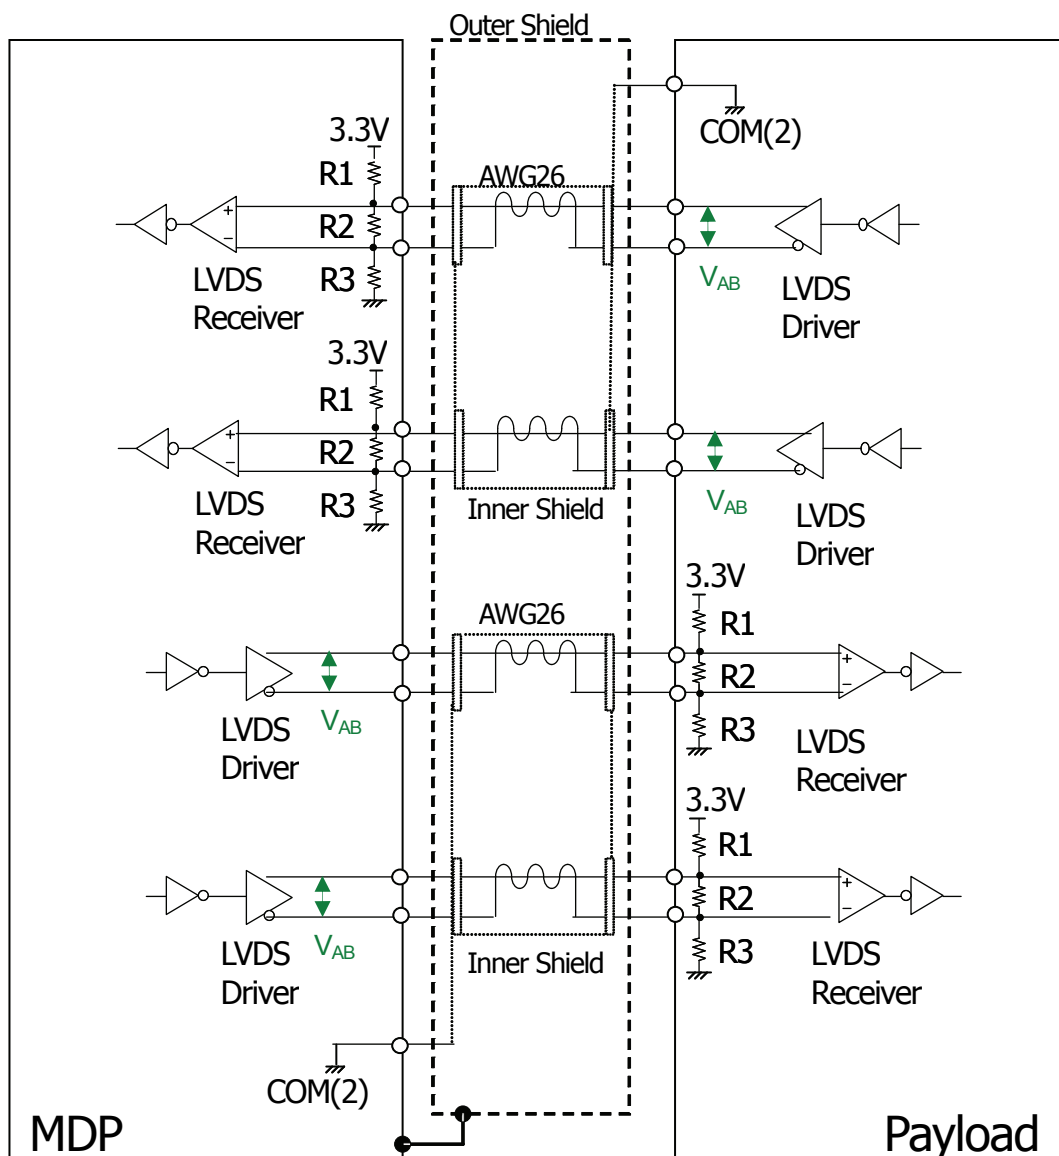 Outer Shield
COM(2)
3.3V
R1
AWG26
R2
+
−
VAB
R3
LVDS
Receiver
LVDS
Driver
3.3V
R1
R2
+
−
VAB
R3
LVDS
Receiver
Inner Shield
LVDS
Driver
3.3V
AWG26
R1
+
−
R2
VAB
R3
LVDS
Driver
LVDS
Receiver
3.3V
R1
+
−
R2
VAB
R3
LVDS
Driver
Inner Shield
LVDS
Receiver
COM(2)
MDP
Payload